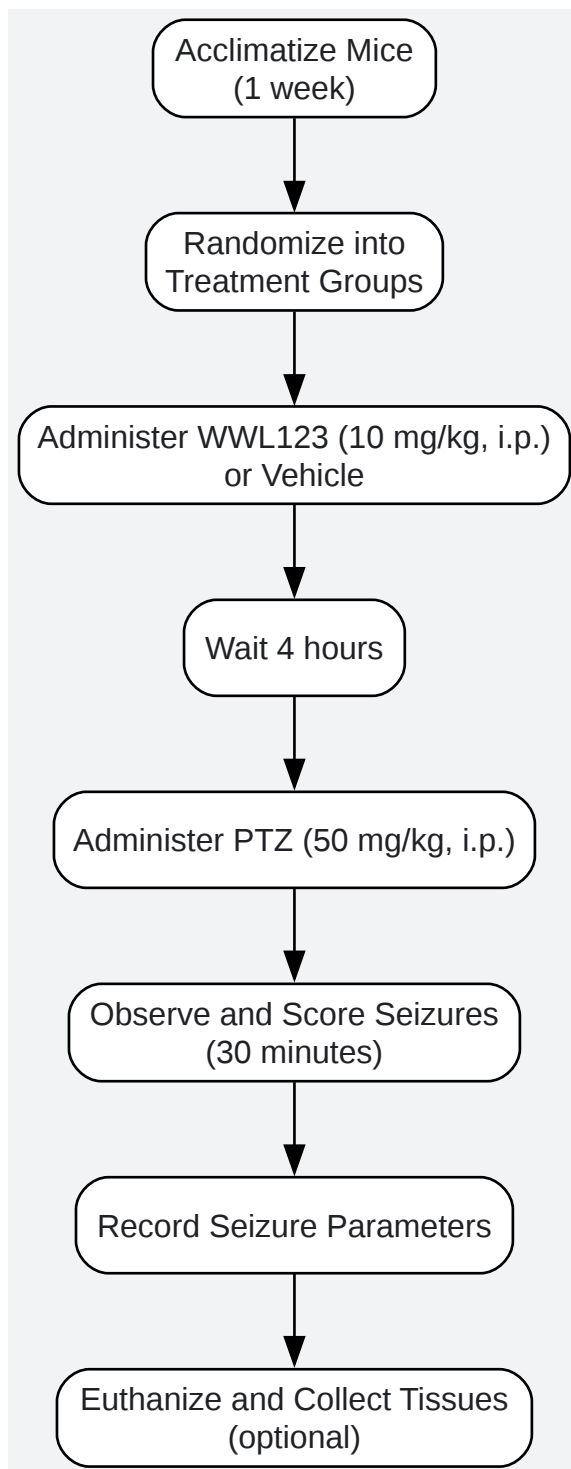 Acclimatize Mice
(1 week)
Randomize into
Treatment Groups
Administer WWL123 (10 mg/kg, i.p.)
or Vehicle
Wait 4 hours
Administer PTZ (50 mg/kg, i.p.)
Observe and Score Seizures
(30 minutes)
Record Seizure Parameters
Euthanize and Collect Tissues
(optional)